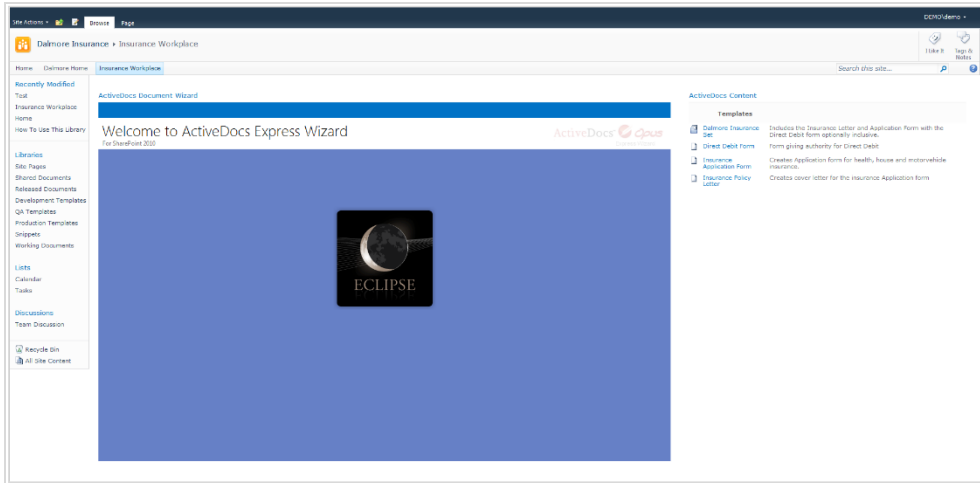 Site Actions
Browse
Page
DEMO\demo
Dalmore Insurance ▸ Insurance Workplace
I Like It
Tags & Notes
Home
Dalmore Home
Insurance Workplace
Search this site...
Recently Modified
Test
Insurance Workplace
Home
How To Use This Library
Libraries
Site Pages
Shared Documents
Released Documents
Development Templates
QA Templates
Production Templates
Snippets
Working Documents
Lists
Calendar
Tasks
Discussions
Team Discussion
Recycle Bin
All Site Content
ActiveDocs Document Wizard
Welcome to ActiveDocs Express Wizard
For SharePoint 2010
ActiveDocs Opus
ECLIPSE
ActiveDocs Content
Templates
Dalmore Insurance Set
Includes the Insurance Letter and Application Form with the
Direct Debit form optionally inclusive.
Direct Debit Form
Form giving authority for Direct Debit
Insurance
Application Form
Creates Application form for health, house and motorvehicle
insurance.
Insurance Policy
Letter
Creates cover letter for the insurance Application form